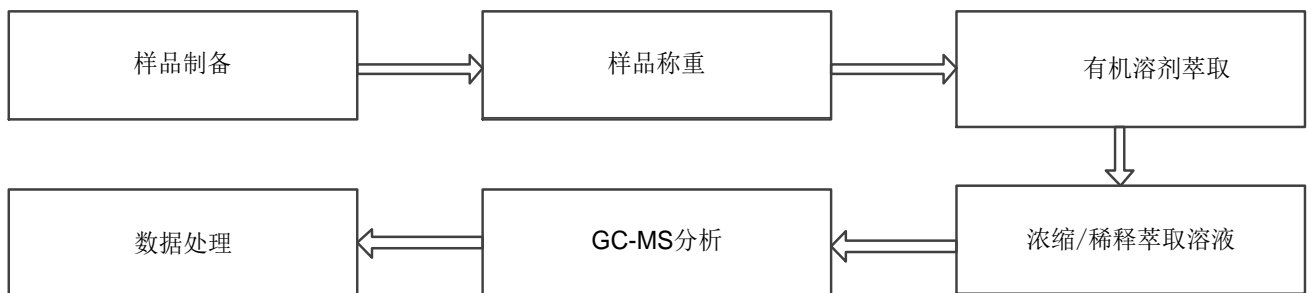 样品制备
样品称重
有机溶剂萃取
浓缩/稀释萃取溶液
GC-MS分析
数据处理